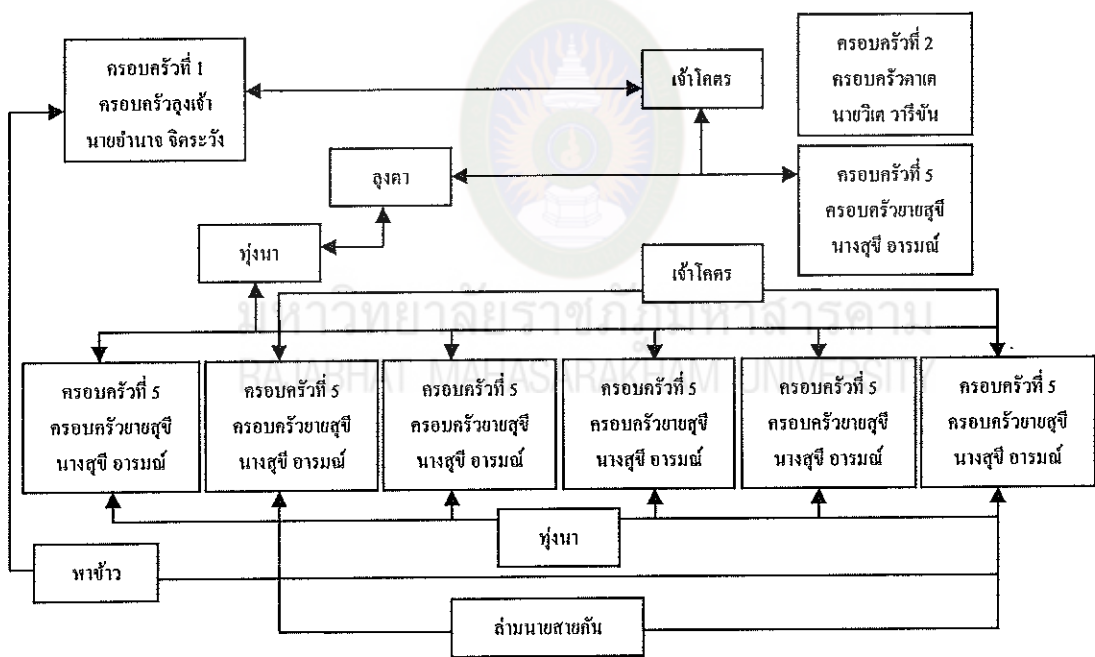 ครอบครัวที่ 1
ครอบครัวลุงเจ้า
นายอำนาจ จิตระวัง
เจ้าโคตร
ครอบครัวที่ 2
ครอบครัวตาเต
นายวิเต วารีขัน
ลุงตา
ครอบครัวที่ 5
ครอบครัวยายสุขี
นางสุขี อารมณ์
ทุ่งนา
เจ้าโคตร
มหาวิทยาลัยราชภัฏมหาสารคาม
RAJABHAT MAHASARAKHAM UNIVERSITY
ครอบครัวที่ 5
ครอบครัวยายสุขี
นางสุขี อารมณ์
ครอบครัวที่ 5
ครอบครัวยายสุขี
นางสุขี อารมณ์
ครอบครัวที่ 5
ครอบครัวยายสุขี
นางสุขี อารมณ์
ครอบครัวที่ 5
ครอบครัวยายสุขี
นางสุขี อารมณ์
ครอบครัวที่ 5
ครอบครัวยายสุขี
นางสุขี อารมณ์
ครอบครัวที่ 5
ครอบครัวยายสุขี
นางสุขี อารมณ์
ทุ่งนา
พาข้าว
ล่ามนายสายกัน